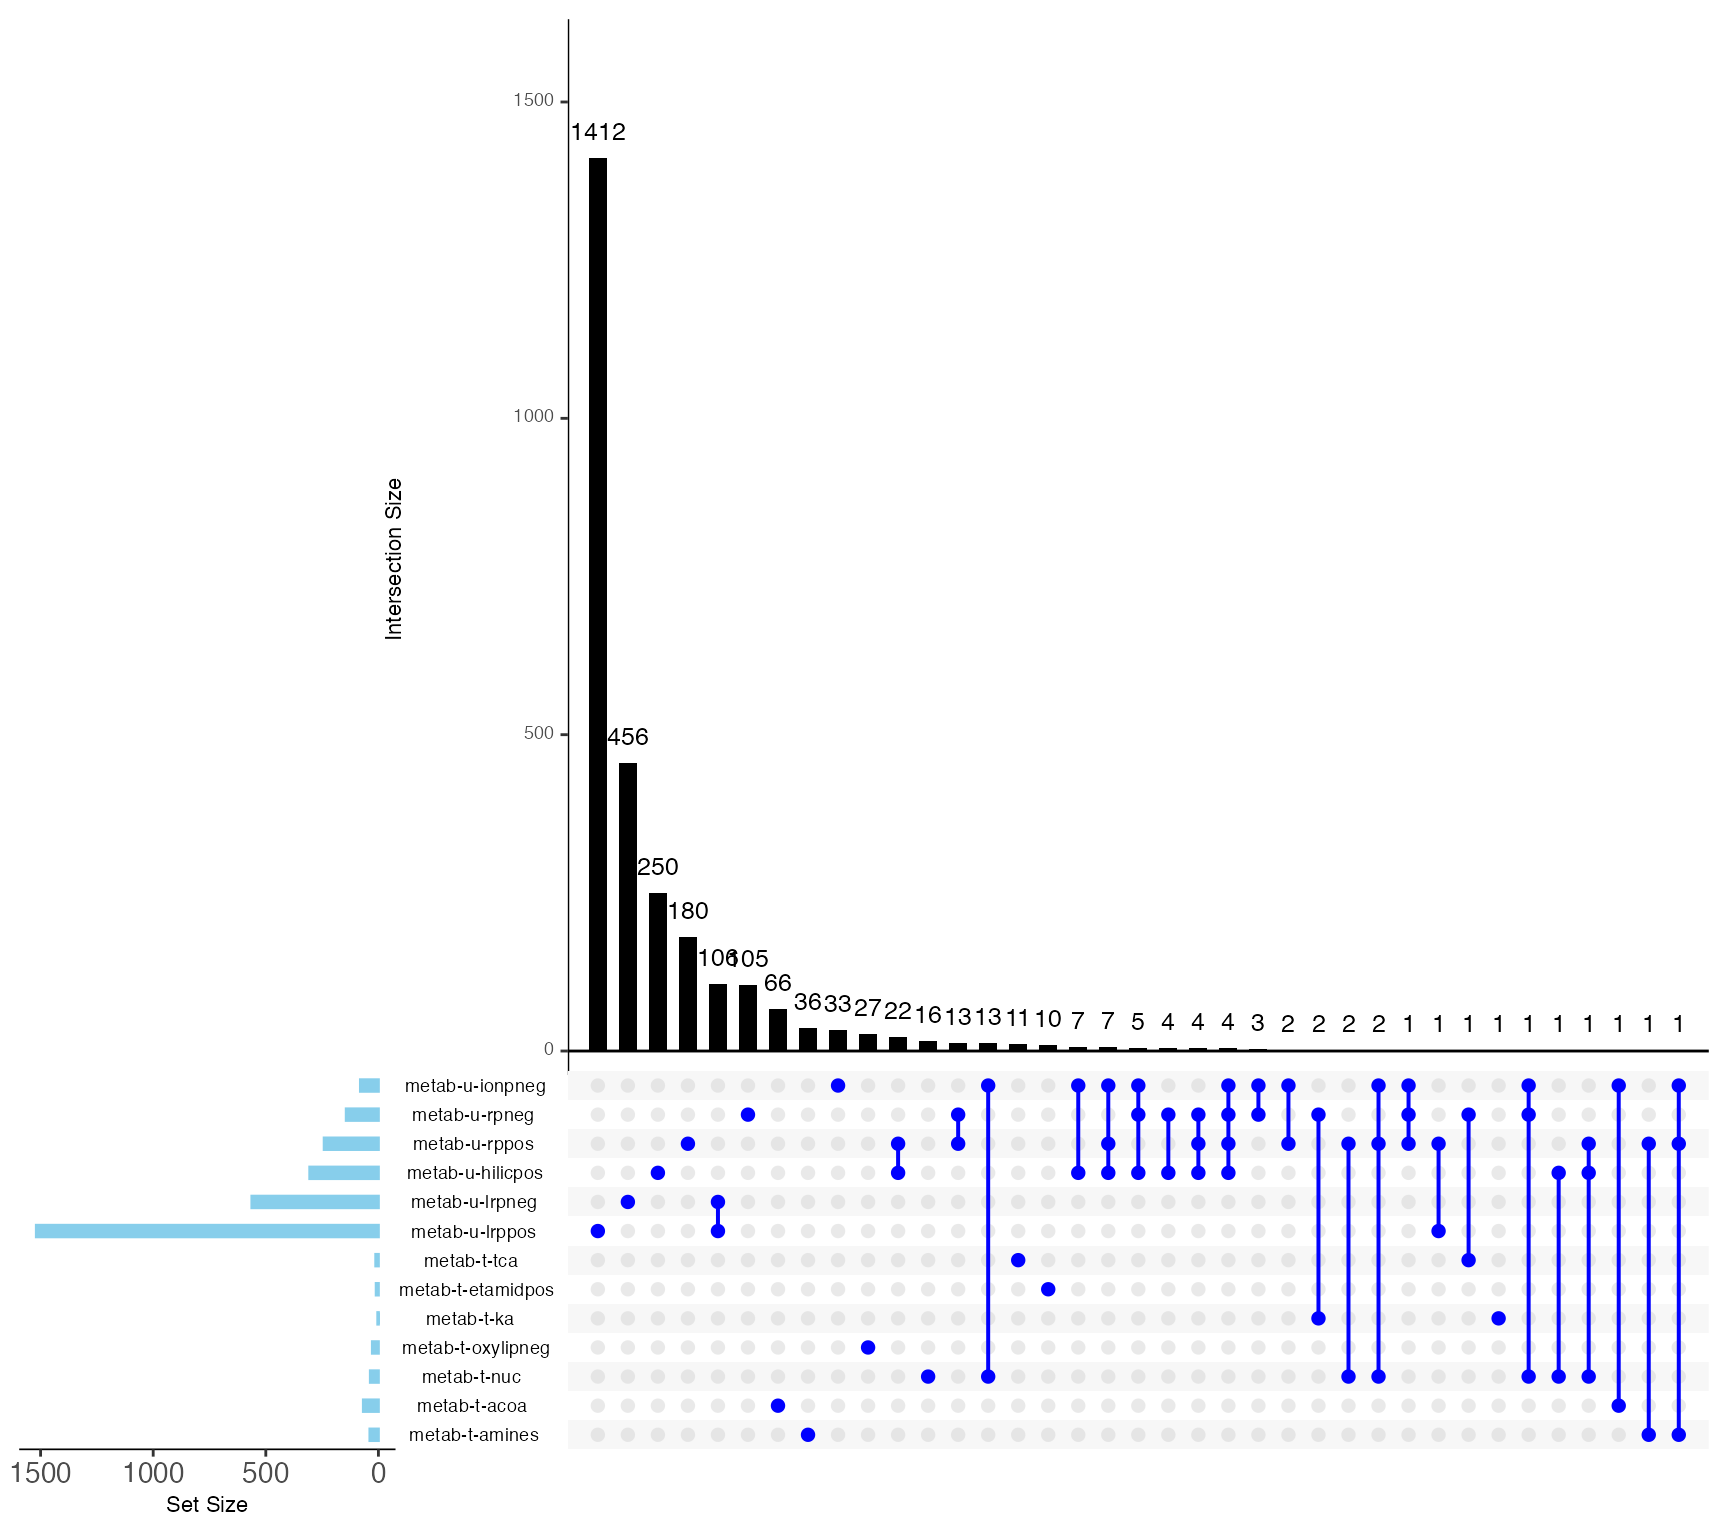 1500
1000
500
0
Intersection Size
1412
456
250
180
106
105
66
36
33
27
22
16
13
13
11
10
7
7
5
4
4
4
3
2
2
2
2
1
1
1
1
1
1
1
1
1
1
metab-u-ionpneg
metab-u-rpneg
metab-u-rppos
metab-u-hilicpos
metab-u-lrpneg
metab-u-lrppos
metab-t-tca
metab-t-etamidpos
metab-t-ka
metab-t-oxylipneg
metab-t-nuc
metab-t-acoa
metab-t-amines
1500 1000 500 0
Set Size